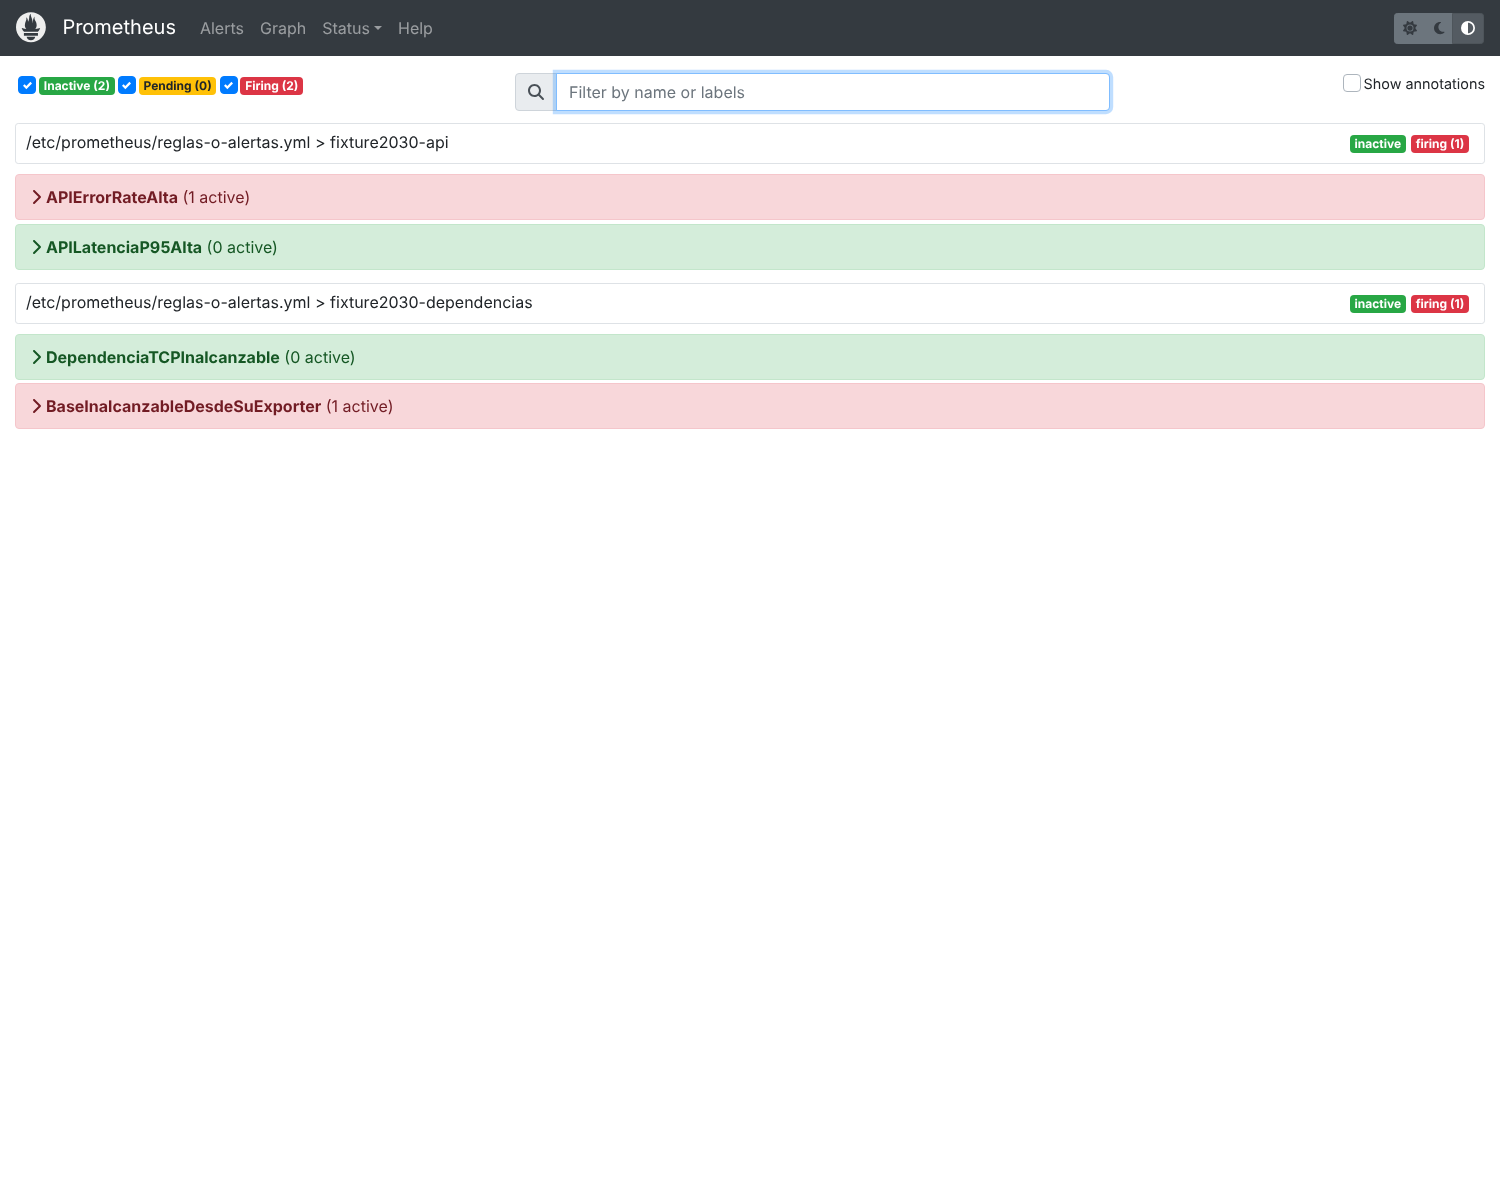 Prometheus Alerts Graph Status Help
Inactive (2) Pending (0) Firing (2) Filter by name or labels Show annotations
/etc/prometheus/reglas-o-alertas.yml > fixture2030-api inactive firing (1)
APIErrorRateAlta (1 active)
APILatenciaP95Alta (0 active)
/etc/prometheus/reglas-o-alertas.yml > fixture2030-dependencias inactive firing (1)
DependenciaTCPInalcanzable (0 active)
BaseInalcanzableDesdeSuExporter (1 active)